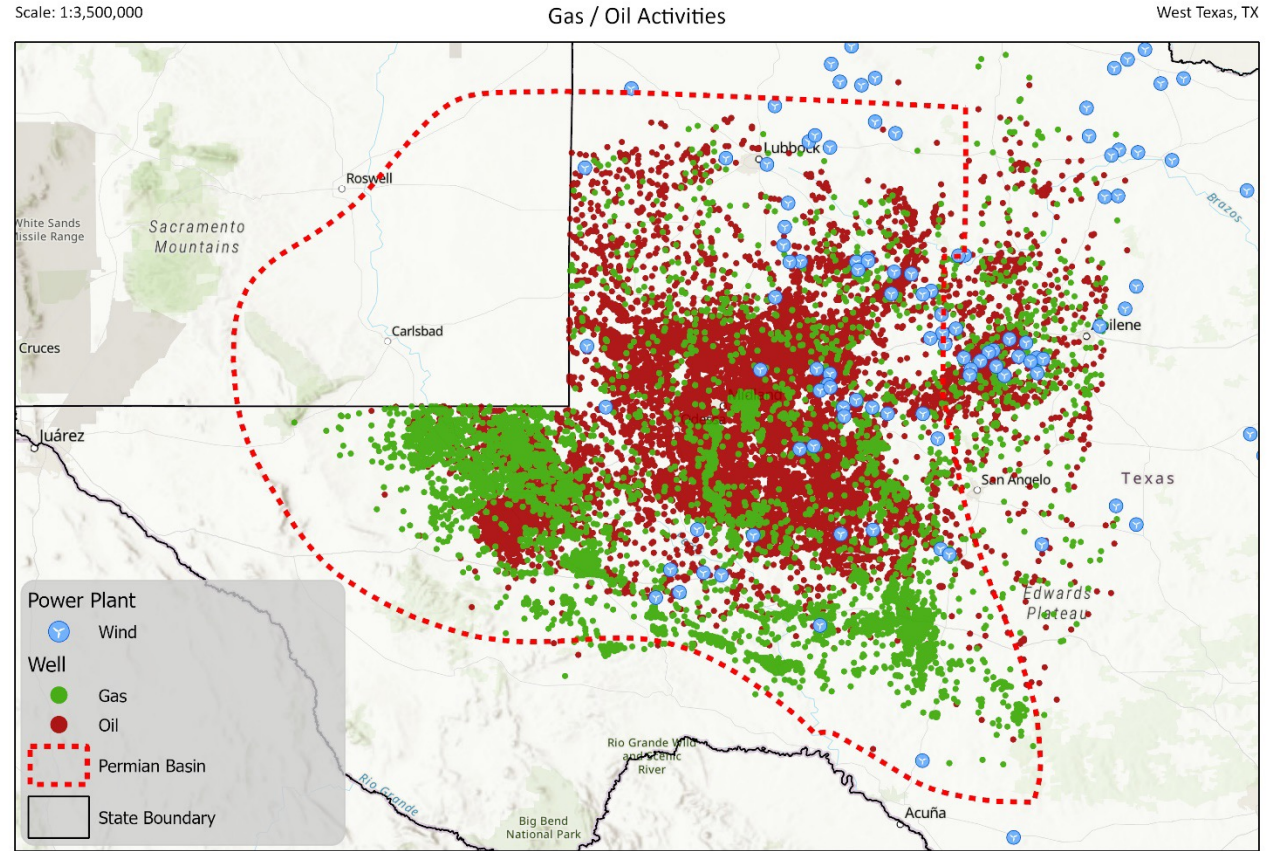 Scale: 1:3,500,000
Gas / Oil Activities
West Texas, TX
Lubbock
Roswell
Brazos
White Sands
Missile Range
Sacramento
Mountains
Carlsbad
ilene
Cruces
Juárez
Texas
San Angelo
Edwards
Plateau
Power Plant
Wind
Well
Gas
Oil
Permian Basin
State Boundary
Rio Grande
Rio Grande Wild
and Scenic
River
Big Bend
National Park
Acuña